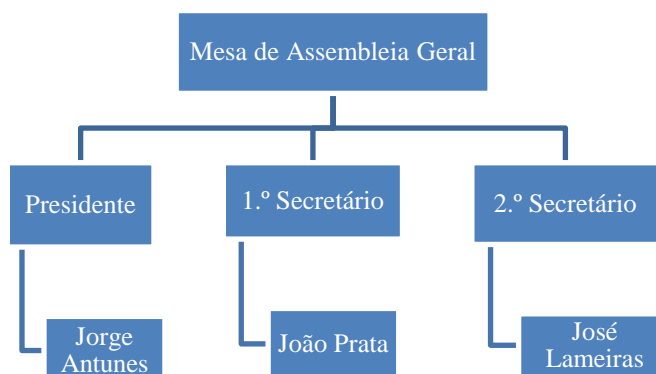 Mesa de Assembleia Geral
Presidente
1.º Secretário
2.º Secretário
Jorge
Antunes
João Prata
José
Lameiras